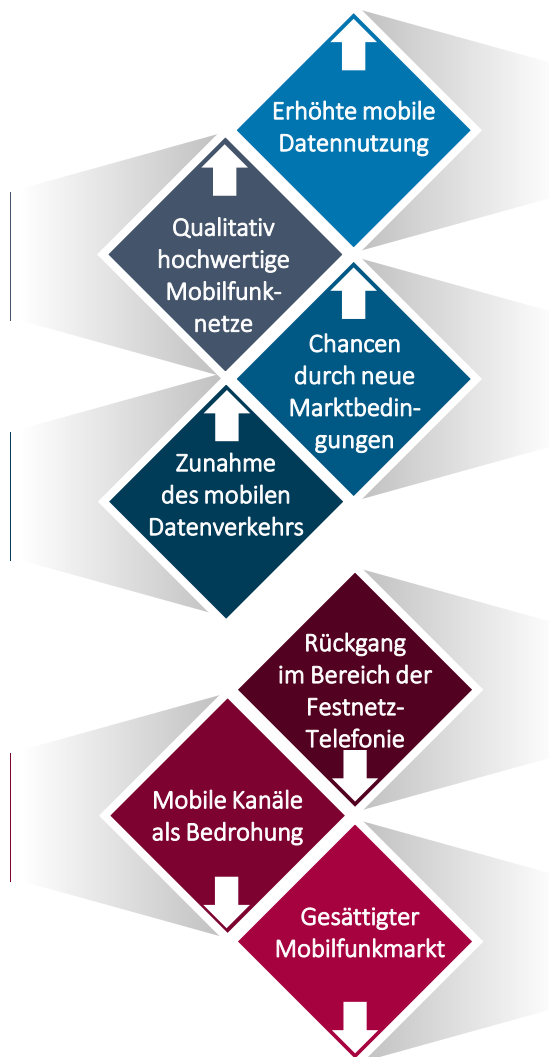 Erhöhte mobile
Datennutzung
Qualitativ
hochwertige
Mobilfunk-
netze
Chancen
durch neue
Marktbedin-
gungen
Zunahme
des mobilen
Datenverkehrs
Rückgang
im Bereich der
Festnetz-
Telefonie
Mobile Kanäle
als Bedrohung
Gesättigter
Mobilfunkmarkt